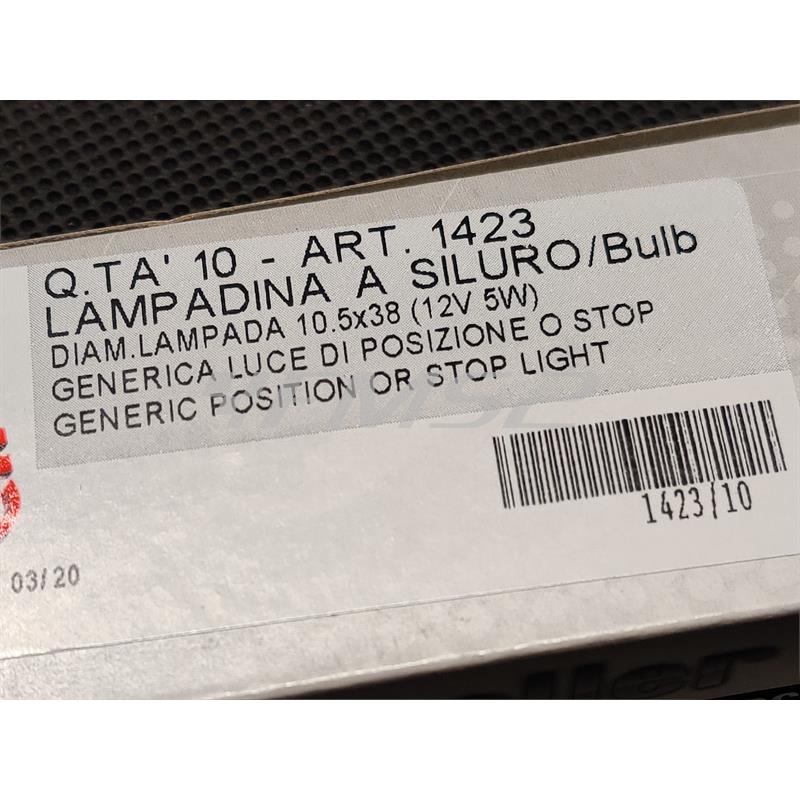 Q.TA' 10 - ART. 1423
LAMPADINA A SILURO/Bulb
DIAM.LAMPADA 10.5x38 (12V 5W)
GENERICA LUCE DI POSIZIONE O STOP
GENERIC POSITION OR STOP LIGHT
1423/10
03/20